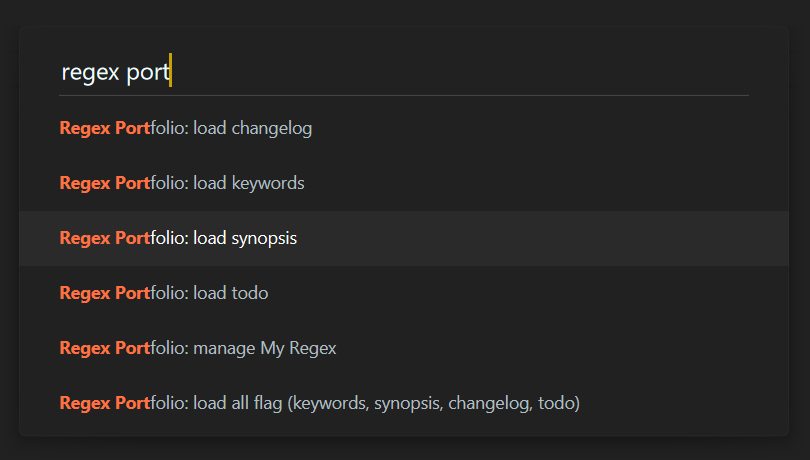 regex port
Regex Portfolio: load changelog
Regex Portfolio: load keywords
Regex Portfolio: load synopsis
Regex Portfolio: load todo
Regex Portfolio: manage My Regex
Regex Portfolio: load all flag (keywords, synopsis, changelog, todo)